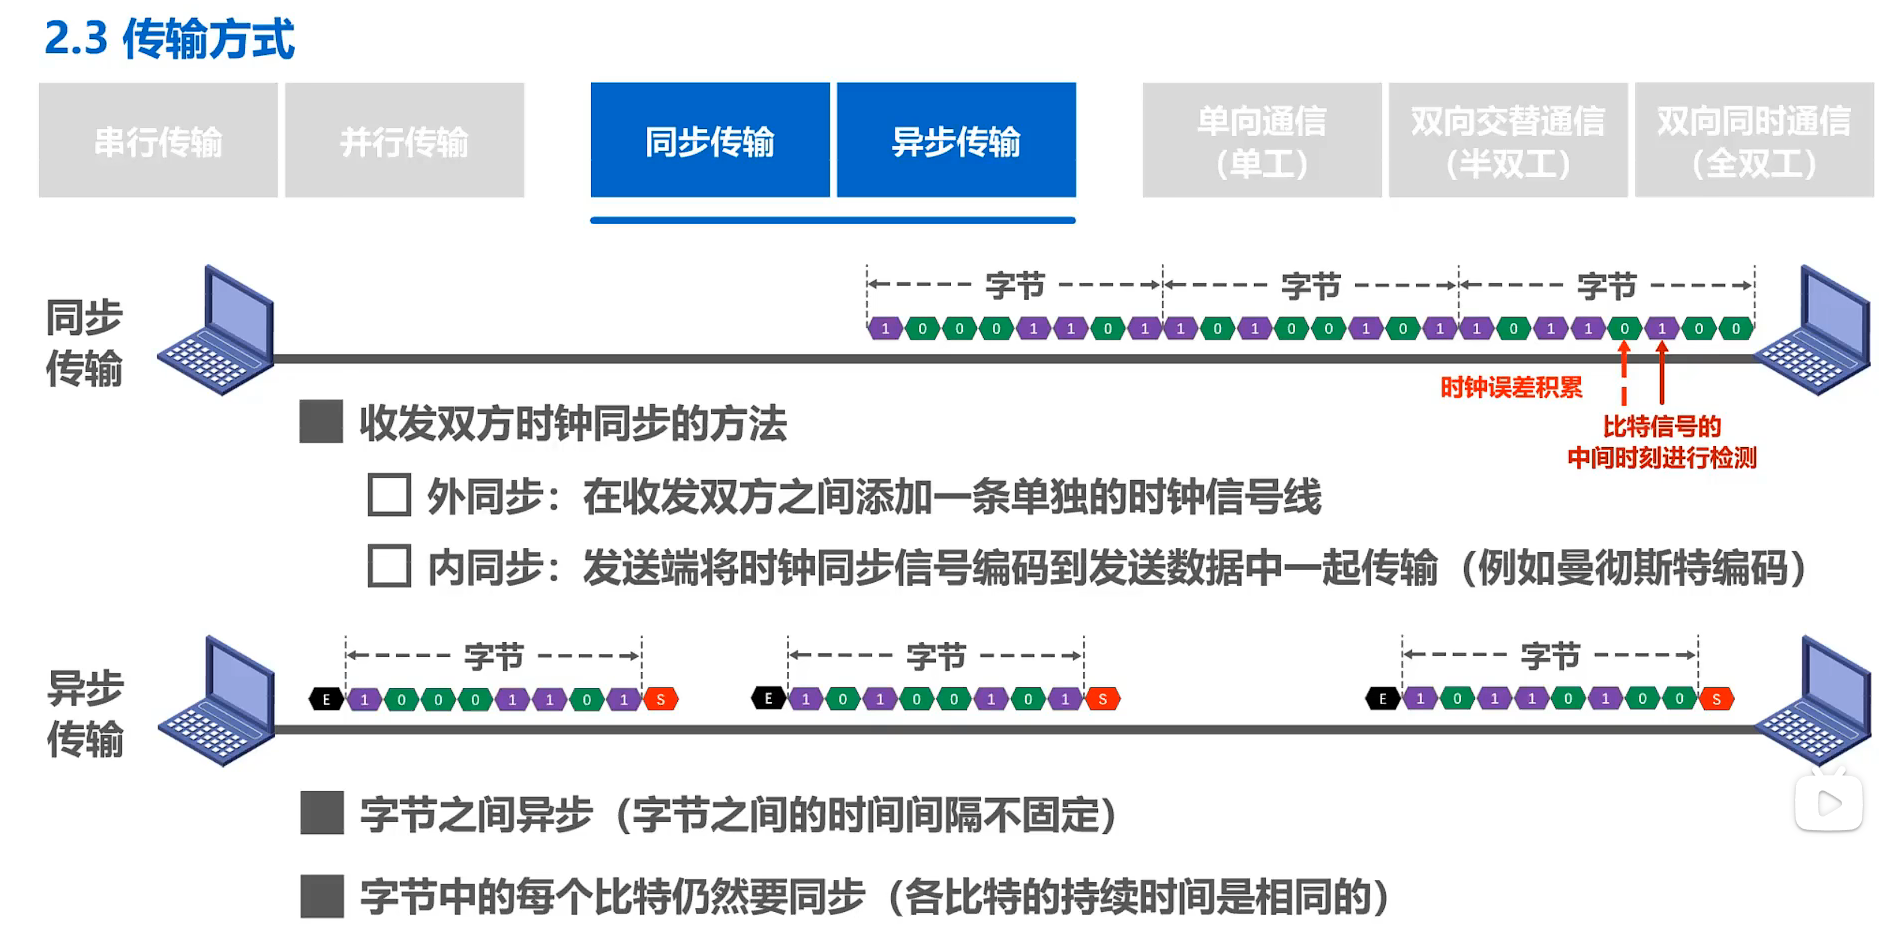 2.3 传输方式
串行传输
并行传输
同步传输
异步传输
单向通信
（单工）
双向交替通信
（半双工）
双向同时通信
（全双工）
同步
传输
字节 字节 字节
1 0 0 0 1 1 0 1 1 0 1 0 0 1 0 1 1 0 1 1 0 1 0 0
时钟误差积累
比特信号的
中间时刻进行检测
收发双方时钟同步的方法
外同步：在收发双方之间添加一条单独的时钟信号线
内同步：发送端将时钟同步信号编码到发送数据中一起传输（例如曼彻斯特编码）
异步
传输
字节 字节 字节
E 1 0 0 0 1 1 0 1 S E 1 0 1 0 0 1 0 1 S E 1 0 1 1 0 1 0 0 S
字节之间异步（字节之间的时间间隔不固定）
字节中的每个比特仍然要同步（各比特的持续时间是相同的）